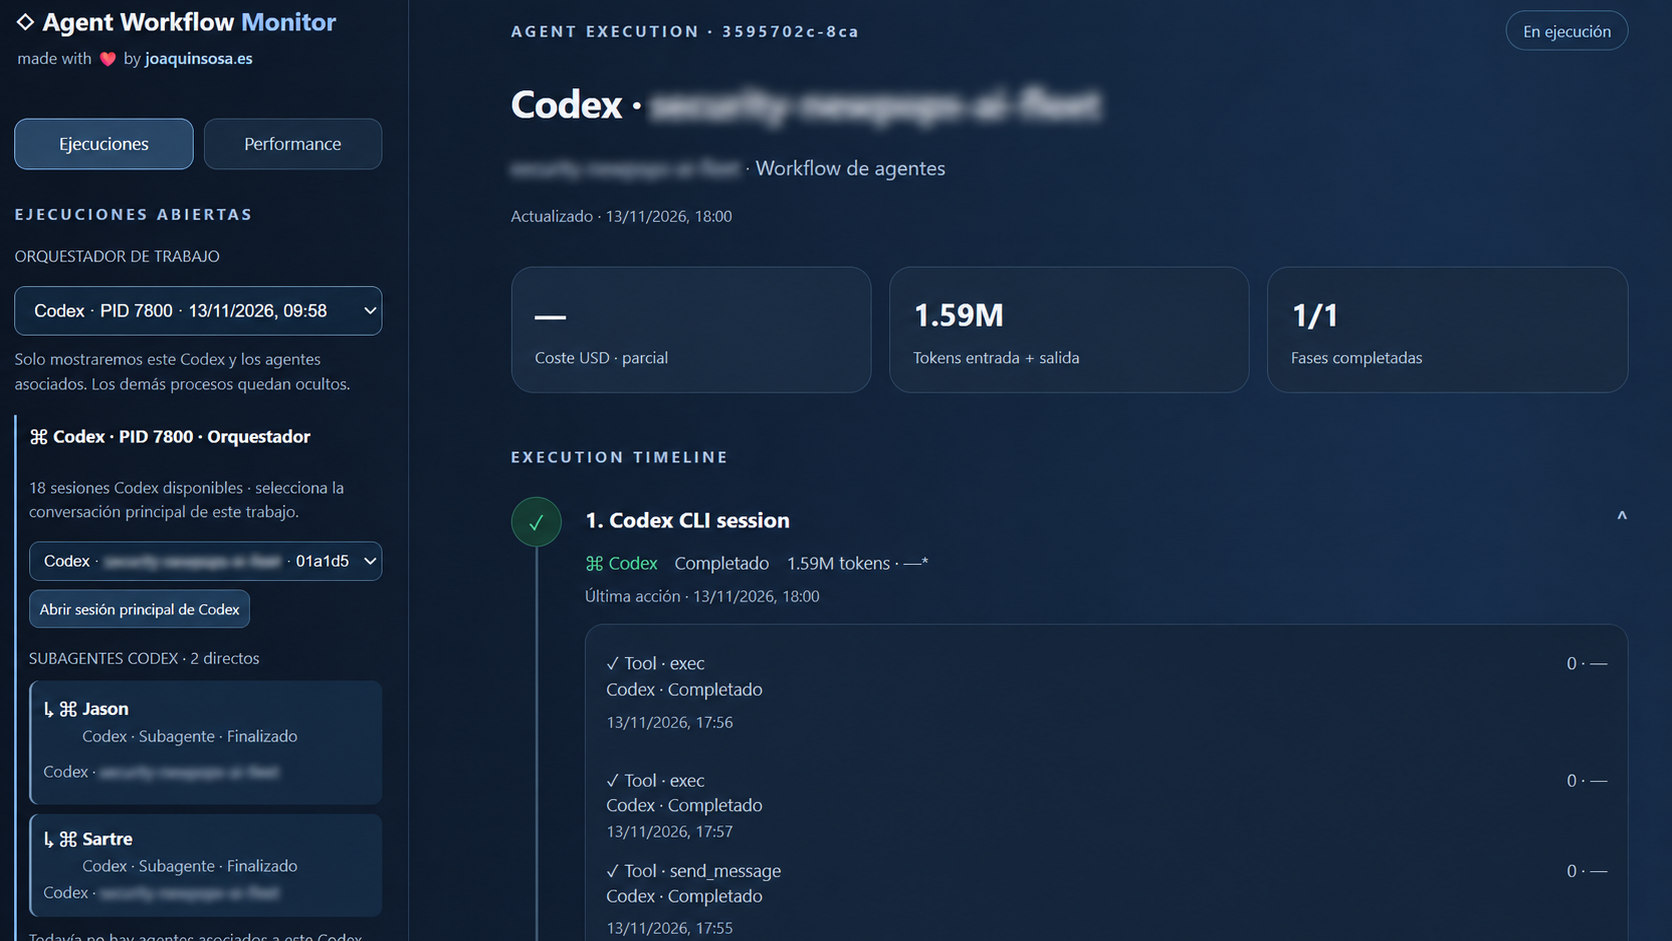 ◇ Agent Workflow Monitor
made with ❤️ by joaquinsosa.es
Ejecuciones
Performance
EJECUCIONES ABIERTAS
ORQUESTADOR DE TRABAJO
Codex · PID 7800 · 13/11/2026, 09:58
Solo mostraremos este Codex y los agentes
asociados. Los demás procesos quedan ocultos.
⌘ Codex · PID 7800 · Orquestador
18 sesiones Codex disponibles · selecciona la
conversación principal de este trabajo.
Codex · · 01a1d5
Abrir sesión principal de Codex
SUBAGENTES CODEX · 2 directos
↳ ⌘ Jason
Codex · Subagente · Finalizado
Codex ·
↳ ⌘ Sartre
Codex · Subagente · Finalizado
Codex ·
Todavía no hay agentes asociados a este Codex
AGENT EXECUTION · 3595702c-8ca
En ejecución
Codex ·
· Workflow de agentes
Actualizado · 13/11/2026, 18:00
—
Coste USD · parcial
1.59M
Tokens entrada + salida
1/1
Fases completadas
EXECUTION TIMELINE
✓ 1. Codex CLI session ^
⌘ Codex Completado 1.59M tokens · —*
Última acción · 13/11/2026, 18:00
✓ Tool · exec 0 · —
Codex · Completado
13/11/2026, 17:56
✓ Tool · exec 0 · —
Codex · Completado
13/11/2026, 17:57
✓ Tool · send_message 0 · —
Codex · Completado
13/11/2026, 17:55